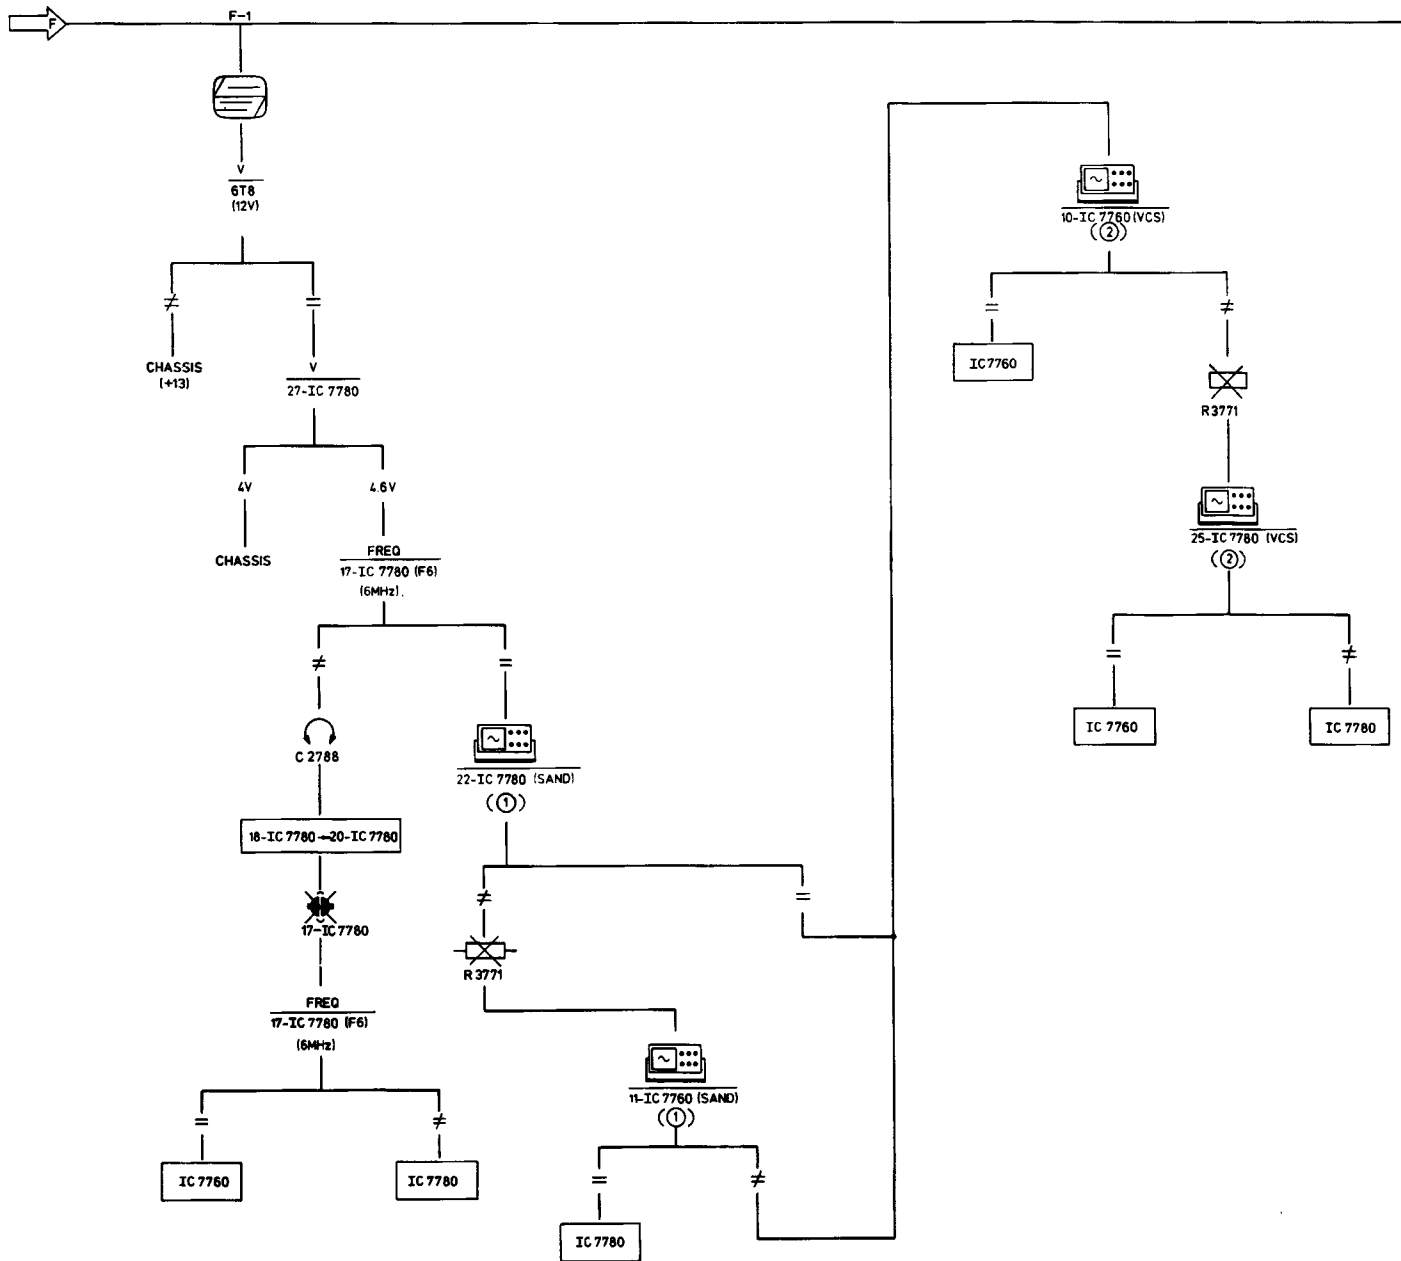 F
F-1
V
6T8
(12V)
≠
=
CHASSIS
(+13)
V
27-IC 7780
4V
4.6V
CHASSIS
FREQ
17-IC 7780 (F6)
(6MHz).
≠
=
C 2788
22-IC 7780 (SAND)
(①)
18-IC 7780 ←20-IC 7780
≠
=
17-IC 7780
R 3771
FREQ
17-IC 7780 (F6)
(6MHz)
=
≠
IC 7760
IC 7780
11-IC 7760 (SAND)
(①)
=
≠
IC 7780
10-IC 7760 (VCS)
(②)
=
≠
IC 7760
R 3771
25-IC 7780 (VCS)
(②)
=
≠
IC 7760
IC 7780